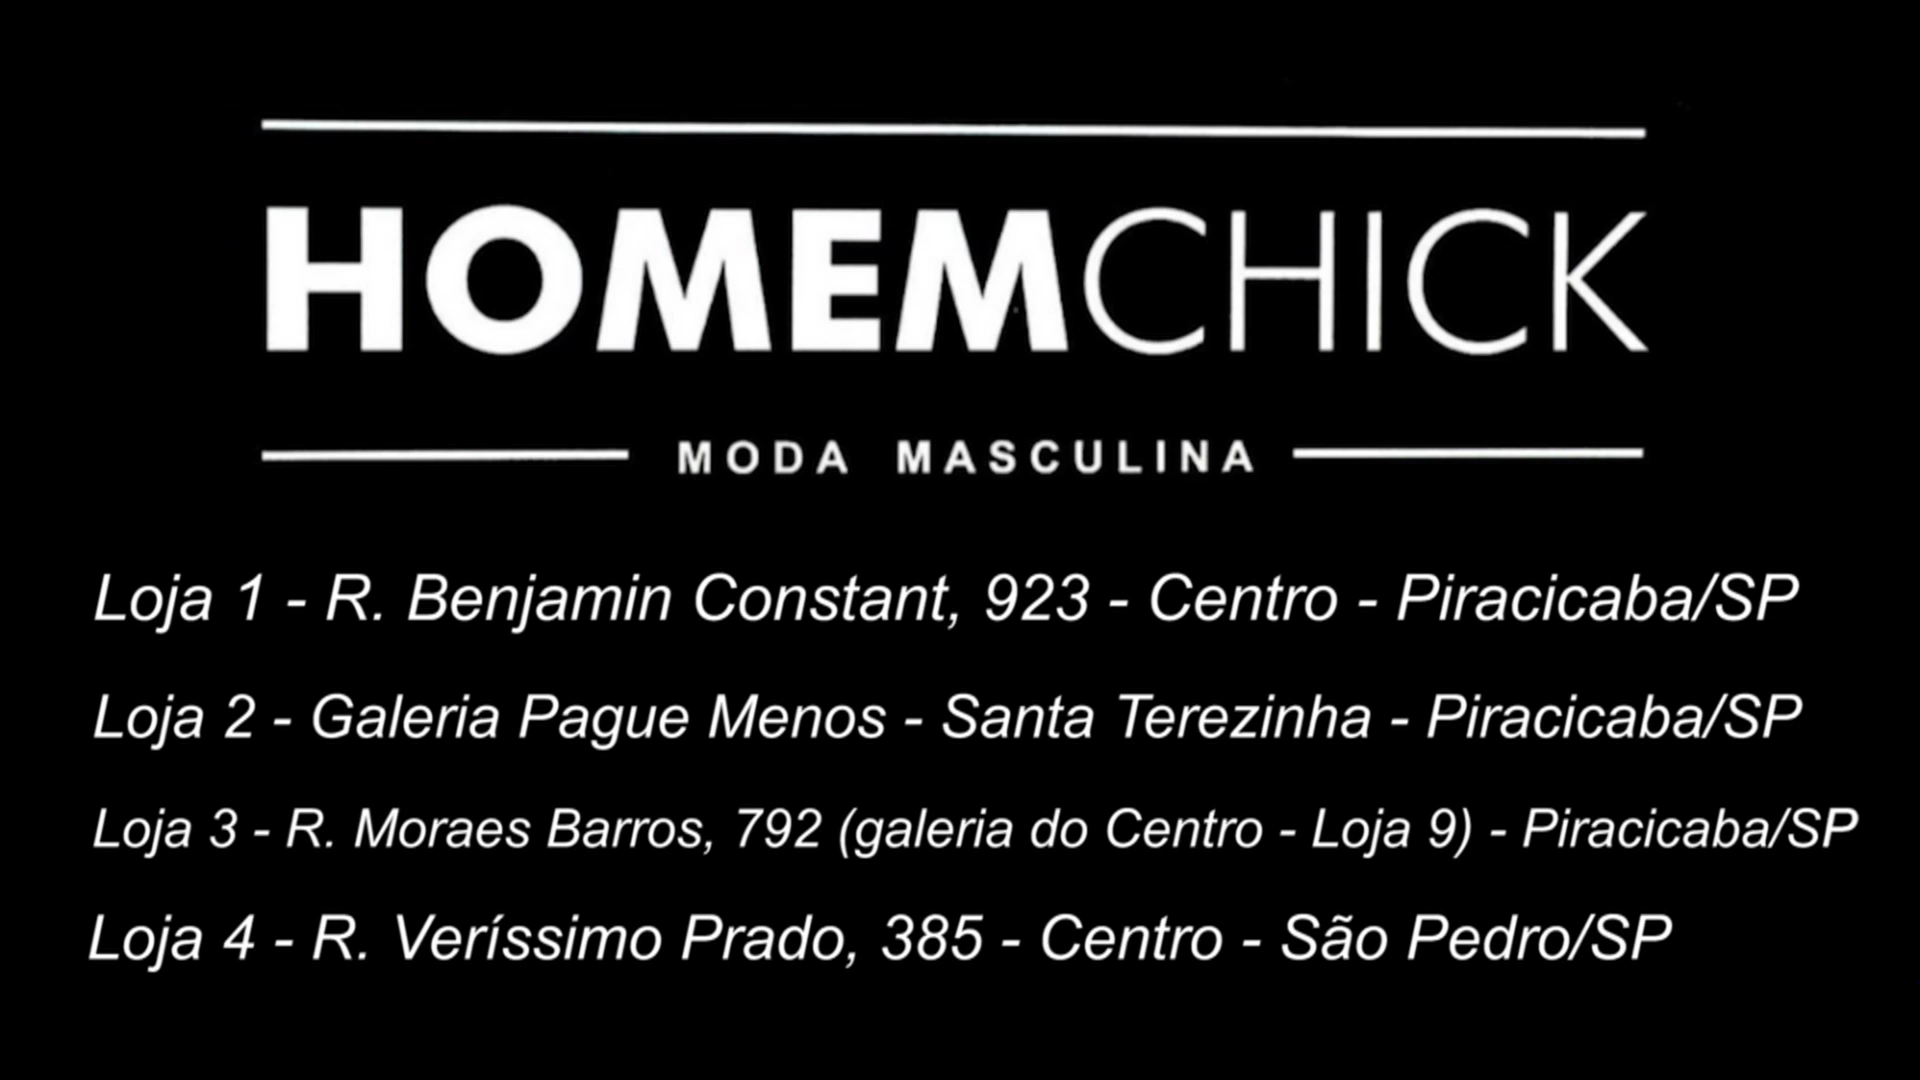 HOMEMCHICK
MODA MASCULINA
Loja 1 - R. Benjamin Constant, 923 - Centro - Piracicaba/SP
Loja 2 - Galeria Pague Menos - Santa Terezinha - Piracicaba/SP
Loja 3 - R. Moraes Barros, 792 (galeria do Centro - Loja 9) - Piracicaba/SP
Loja 4 - R. Veríssimo Prado, 385 - Centro - São Pedro/SP